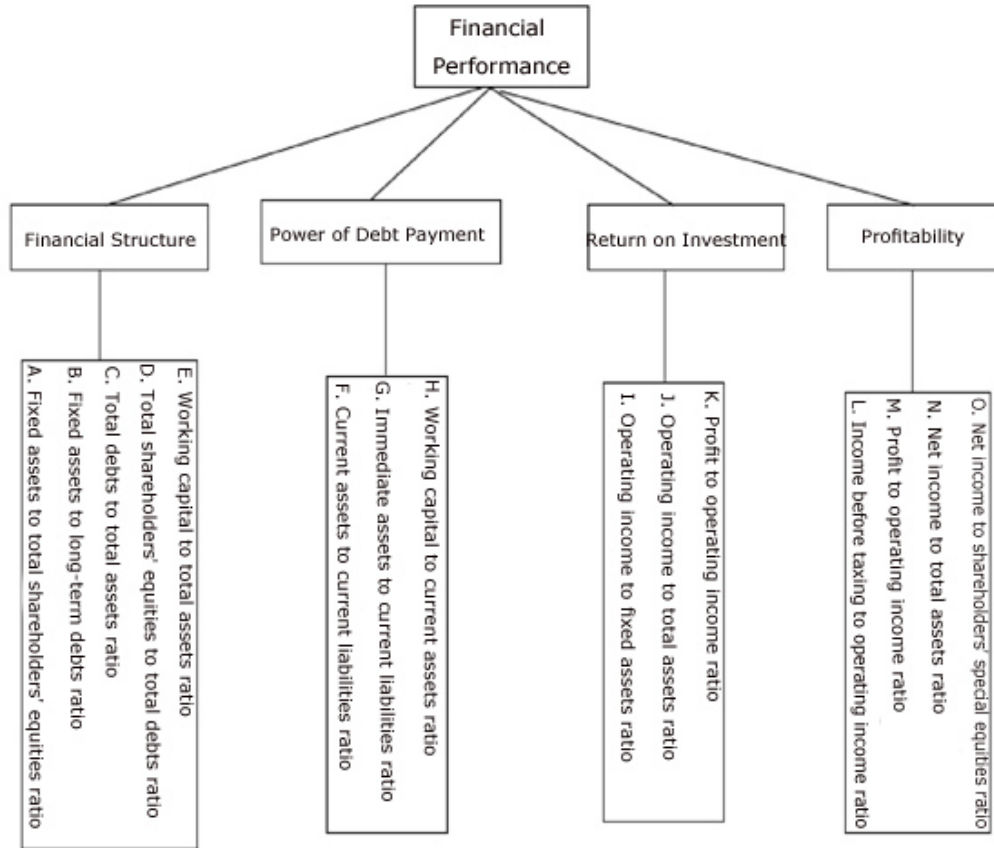 Financial
Performance
Financial Structure
Power of Debt Payment
Return on Investment
Profitability
E. Working capital to total assets ratio
D. Total shareholders' equities to total debts ratio
C. Total debts to total assets ratio
B. Fixed assets to long-term debts ratio
A. Fixed assets to total shareholders' equities ratio
H. Working capital to current assets ratio
G. Immediate assets to current liabilities ratio
F. Current assets to current liabilities ratio
K. Profit to operating income ratio
J. Operating income to total assets ratio
I. Operating income to fixed assets ratio
O. Net income to shareholders' special equities ratio
N. Net income to total assets ratio
M. Profit to operating income ratio
L. Income before taxing to operating income ratio